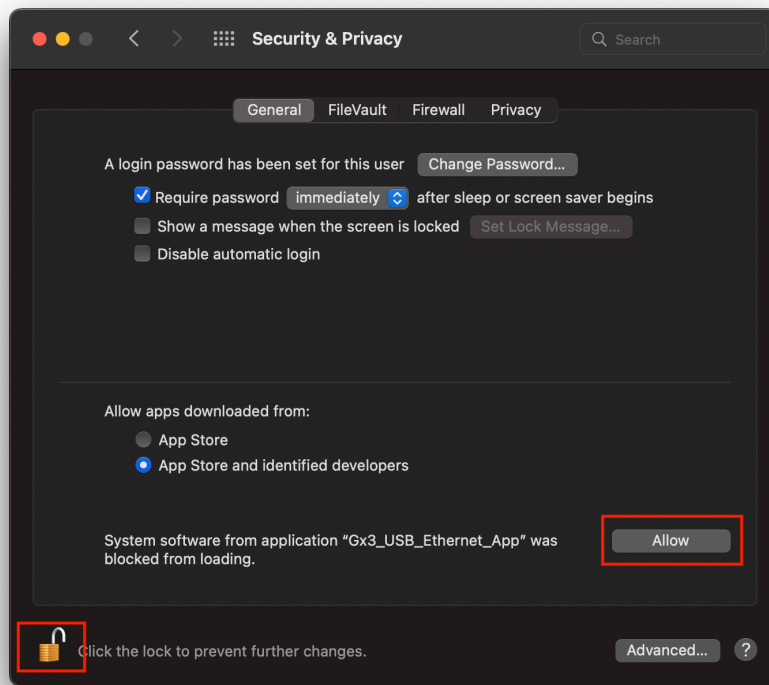 Security & Privacy
Search
General FileVault Firewall Privacy
A login password has been set for this user Change Password...
Require password immediately after sleep or screen saver begins
Show a message when the screen is locked Set Lock Message...
Disable automatic login
Allow apps downloaded from:
App Store
App Store and identified developers
System software from application “Gx3_USB_Ethernet_App” was
blocked from loading.
Allow
Click the lock to prevent further changes.
Advanced... ?